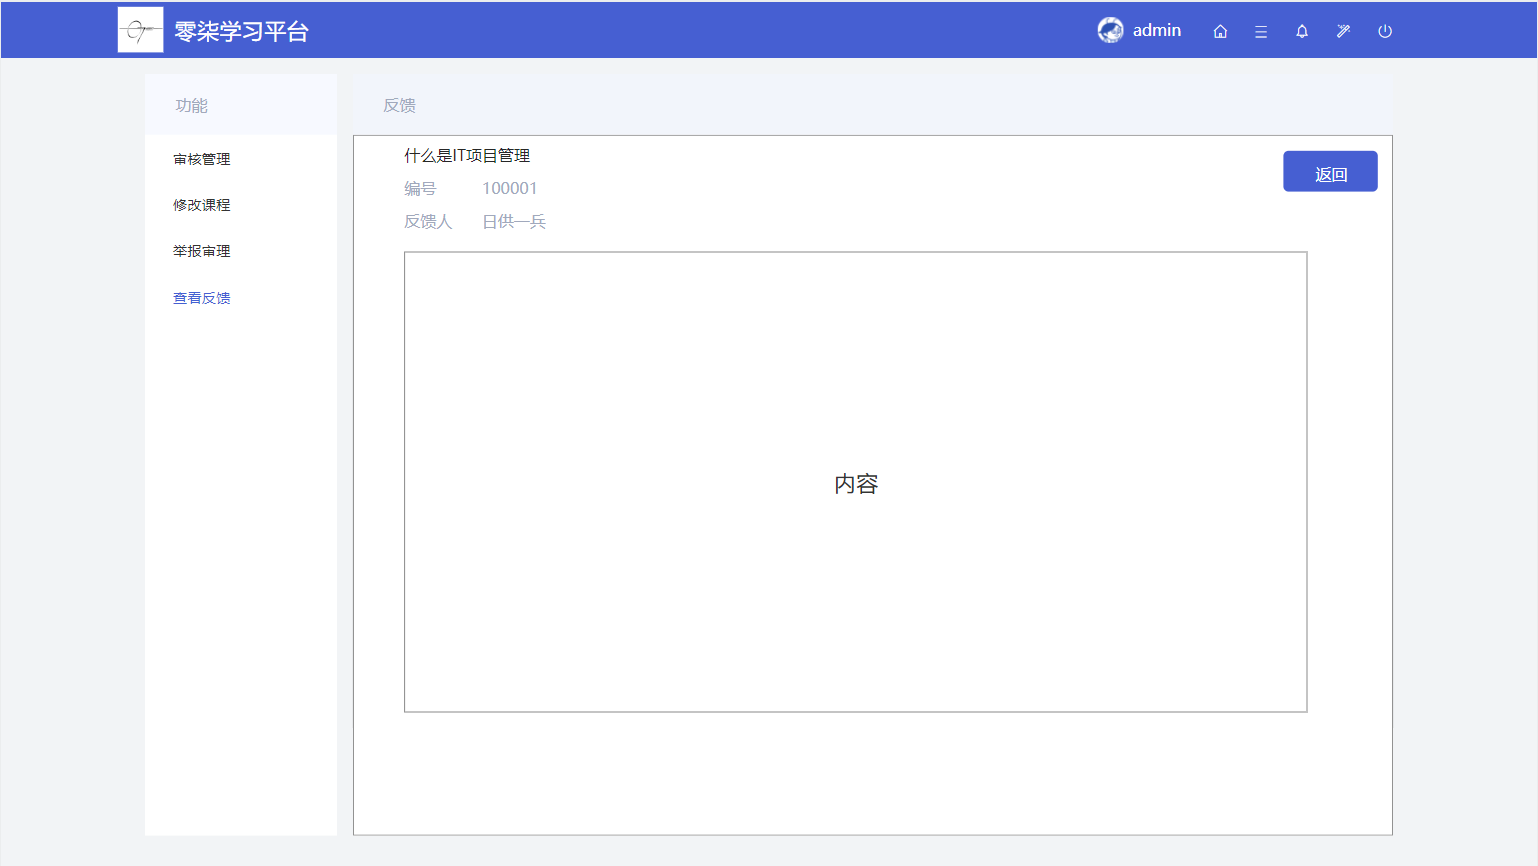 零柒学习平台
admin
功能
审核管理
修改课程
举报审理
查看反馈
反馈
什么是IT项目管理
返回
编号 100001
反馈人 日供一兵
内容